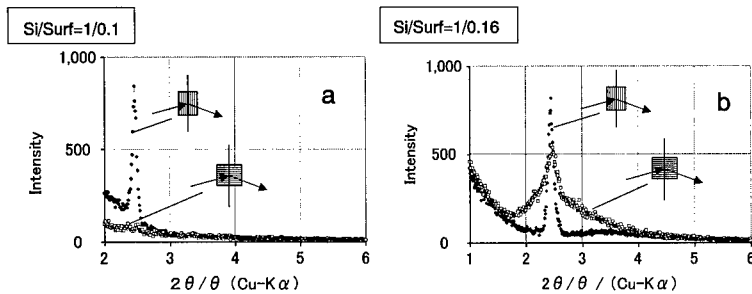 Si/Surf=1/0.1
1,000
500
0
Intensity
a
2 3 4 5 6
2θ/θ (Cu-Kα)
Si/Surf=1/0.16
1,000
500
0
Intensity
b
1 2 3 4 5 6
2θ/θ/(Cu-Kα)